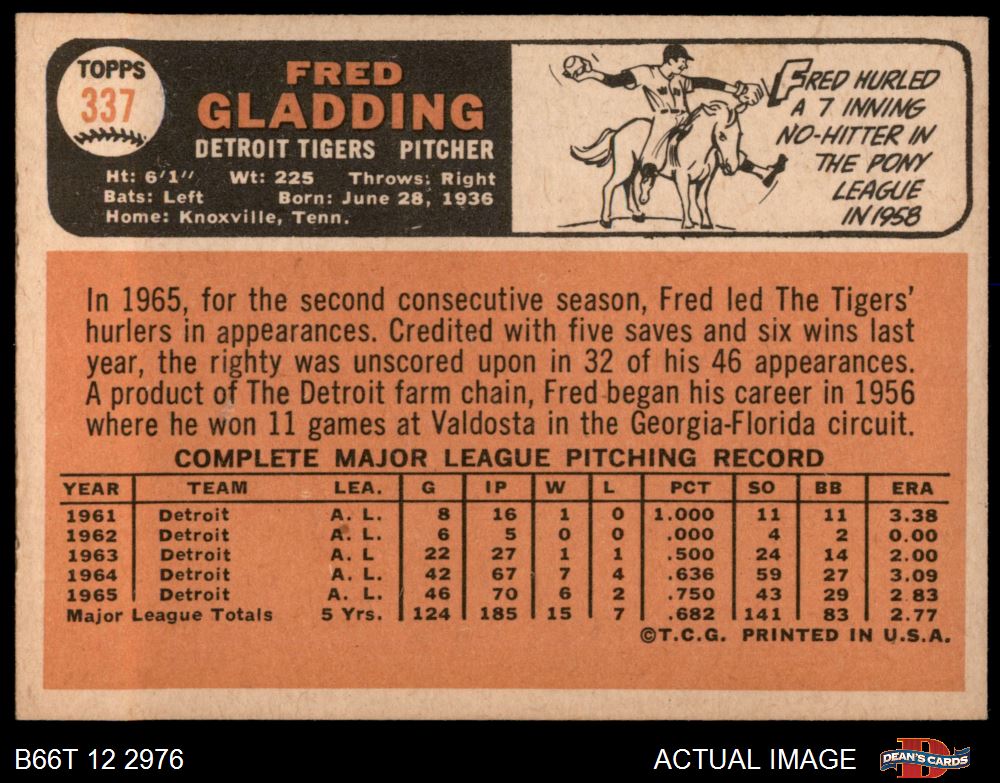 TOPPS
337
FRED
GLADDING
DETROIT TIGERS PITCHER
Ht: 6'1" Wt: 225 Throws: Right
Bats: Left Born: June 28, 1936
Home: Knoxville, Tenn.
FRED HURLED
A 7 INNING
NO-HITTER IN
THE PONY
LEAGUE
IN 1958
In 1965, for the second consecutive season, Fred led The Tigers'
hurlers in appearances. Credited with five saves and six wins last
year, the righty was unscored upon in 32 of his 46 appearances.
A product of The Detroit farm chain, Fred began his career in 1956
where he won 11 games at Valdosta in the Georgia-Florida circuit.
COMPLETE MAJOR LEAGUE PITCHING RECORD
YEAR TEAM LEA. G IP W L PCT SO BB ERA
1961 Detroit A. L. 8 16 1 0 1.000 11 11 3.38
1962 Detroit A. L. 6 5 0 0 .000 4 2 0.00
1963 Detroit A. L 22 27 1 1 .500 24 14 2.00
1964 Detroit A. L. 42 67 7 4 .636 59 27 3.09
1965 Detroit A. L. 46 70 6 2 .750 43 29 2.83
Major League Totals 5 Yrs. 124 185 15 7 .682 141 83 2.77
©T.C.G. PRINTED IN U.S.A.
B66T 12 2976 ACTUAL IMAGE DEAN'S CARDS